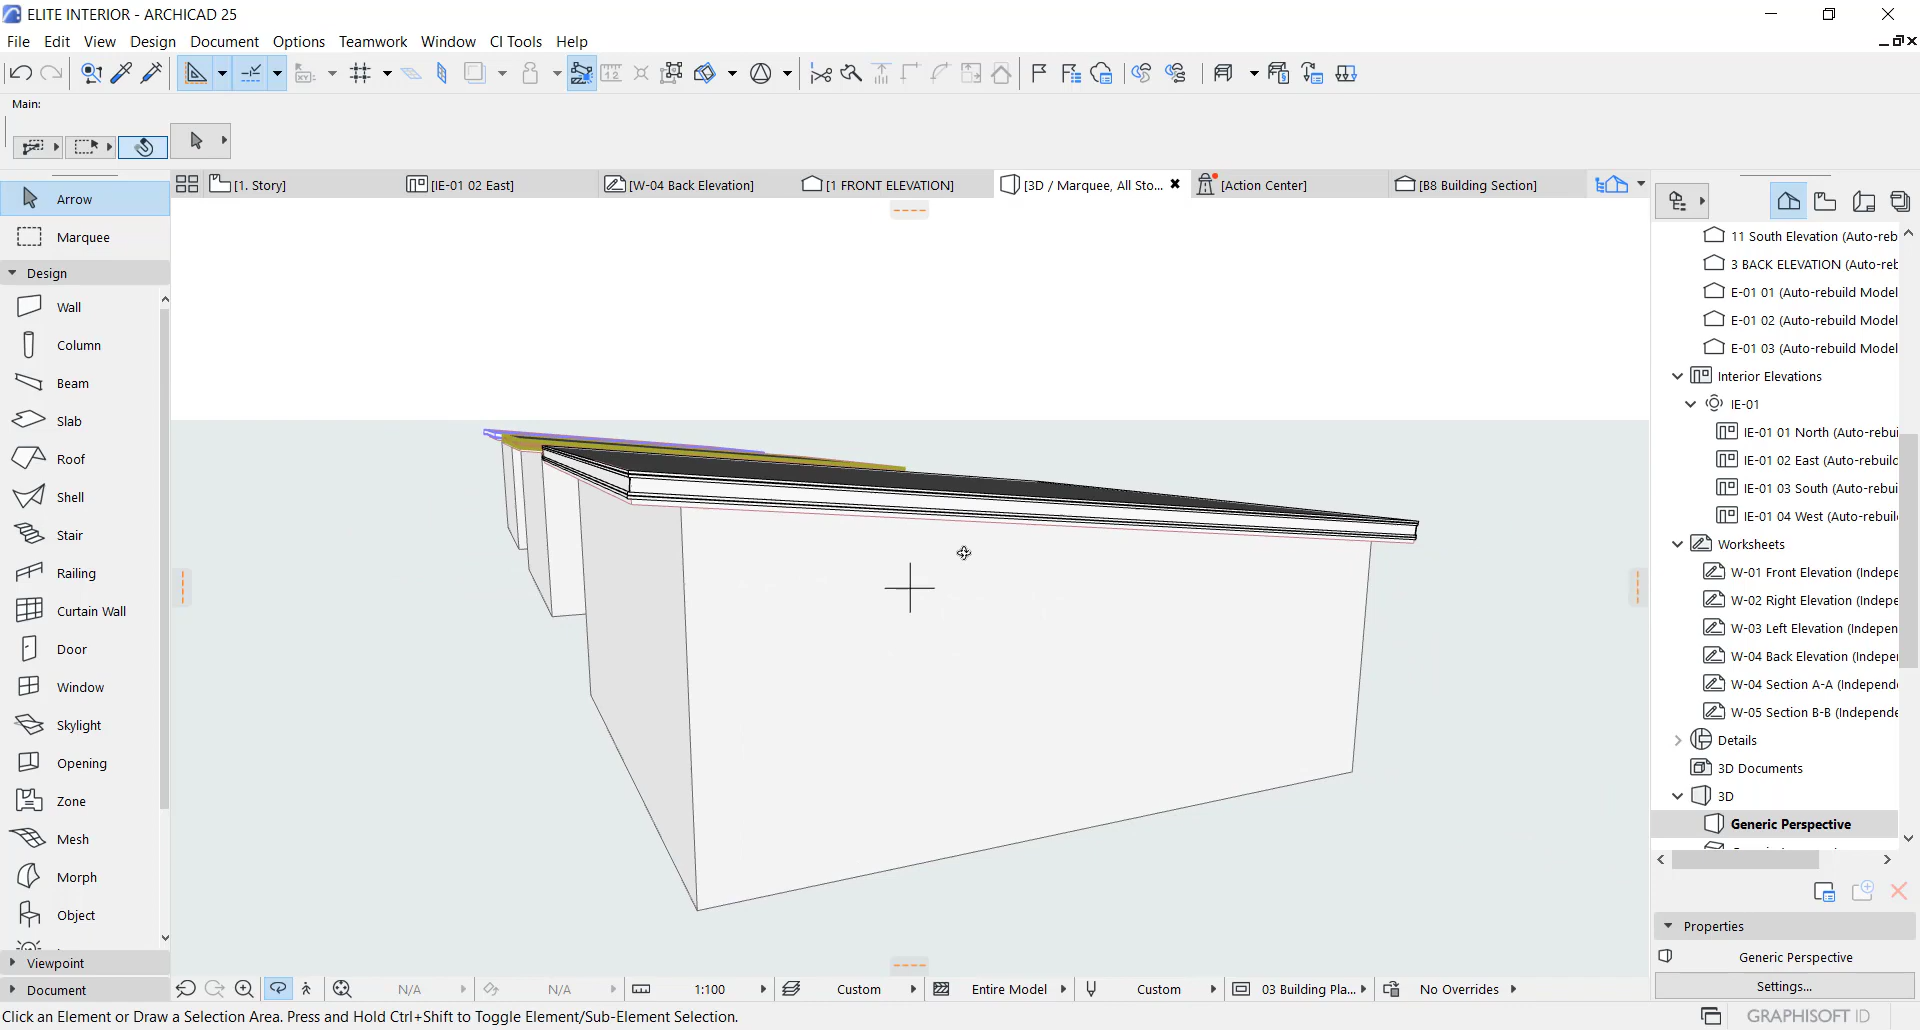 ELITE INTERIOR - ARCHICAD 25
File Edit View Design Document Options Teamwork Window CI Tools Help
Main:
[1. Story] [IE-01 02 East] [W-04 Back Elevation] [1 FRONT ELEVATION] [3D / Marquee, All Sto... [Action Center] [B8 Building Section]
Arrow
Marquee
Design
Wall
Column
Beam
Slab
Roof
Shell
Stair
Railing
Curtain Wall
Door
Window
Skylight
Opening
Zone
Mesh
Morph
Object
Viewpoint
Document
11 South Elevation (Auto-reb
3 BACK ELEVATION (Auto-reb
E-01 01 (Auto-rebuild Model
E-01 02 (Auto-rebuild Model
E-01 03 (Auto-rebuild Model
Interior Elevations
IE-01
IE-01 01 North (Auto-rebui
IE-01 02 East (Auto-rebuild
IE-01 03 South (Auto-rebui
IE-01 04 West (Auto-rebuil
Worksheets
W-01 Front Elevation (Indepe
W-02 Right Elevation (Indepe
W-03 Left Elevation (Indepen
W-04 Back Elevation (Indepe
W-04 Section A-A (Independ
W-05 Section B-B (Independe
Details
3D Documents
3D
Generic Perspective
Properties
Generic Perspective
Settings...
N/A N/A 1:100 Custom Entire Model Custom 03 Building Pla... No Overrides
Click an Element or Draw a Selection Area. Press and Hold Ctrl+Shift to Toggle Element/Sub-Element Selection.
GRAPHISOFT ID